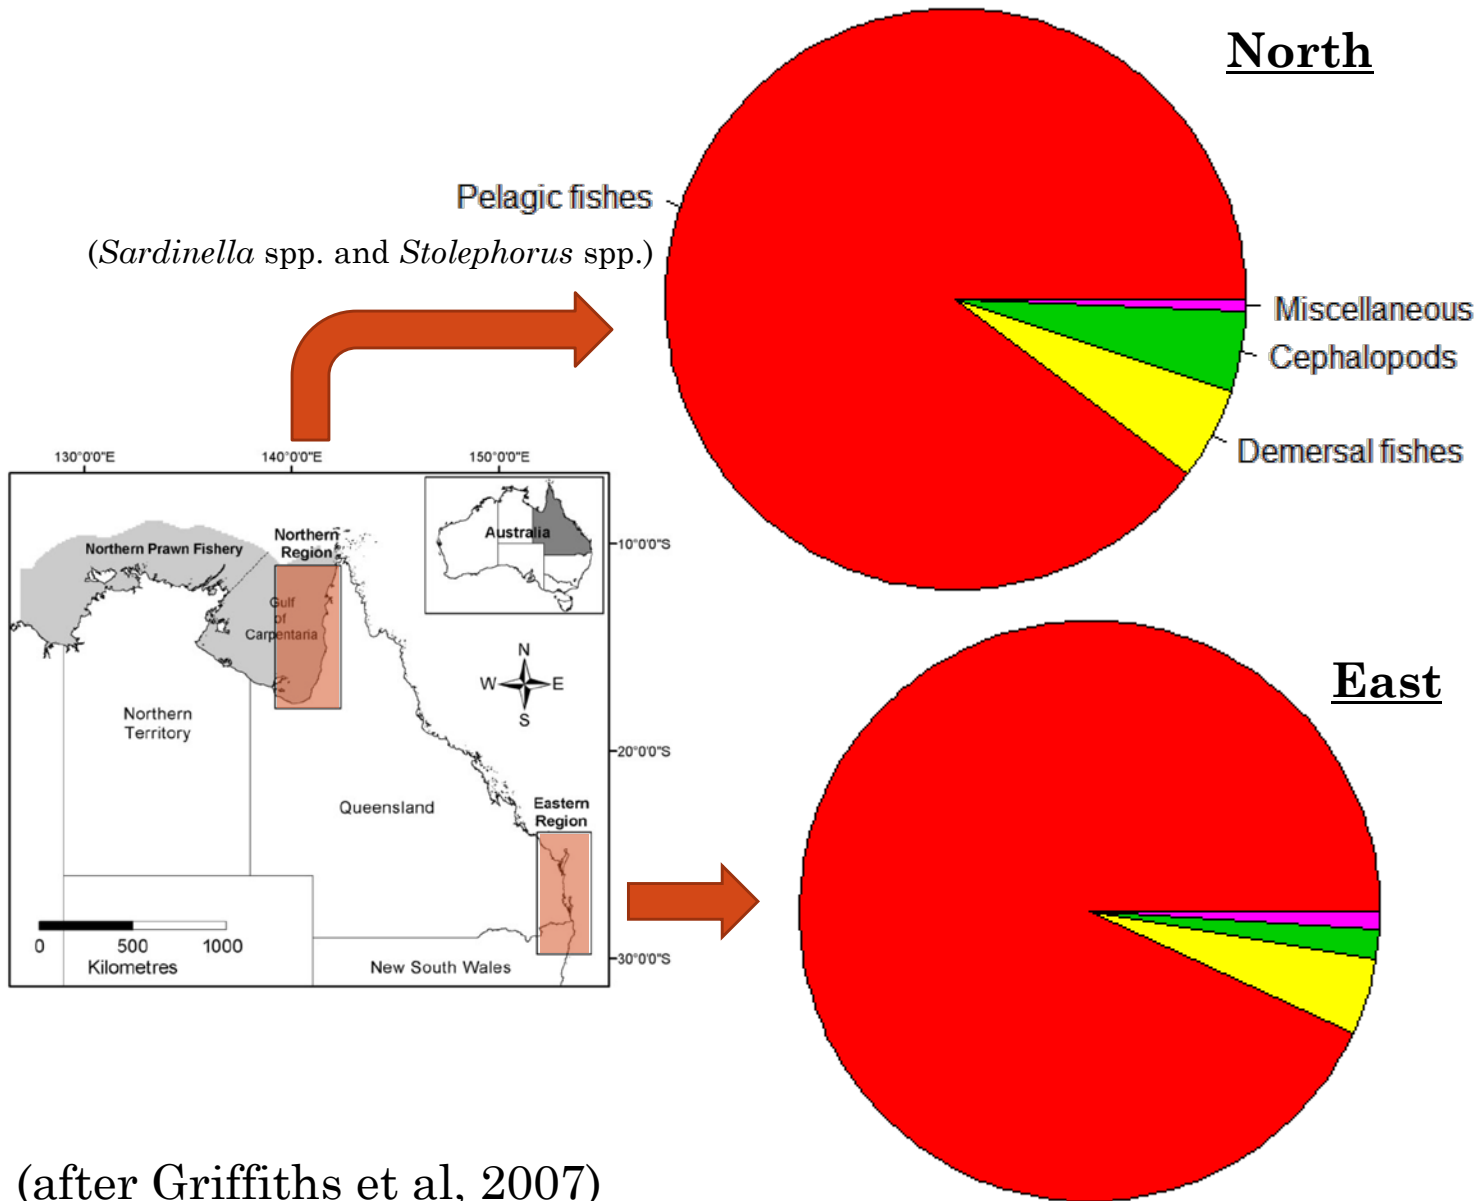 North
Pelagic fishes
(Sardinella spp. and Stolephorus spp.)
Miscellaneous
Cephalopods
Demersal fishes
130°0'0"E
140°0'0"E
150°0'0"E
Northern Prawn Fishery
Northern
Region
Australia
10°0'0"S
Gulf
of
Carpentaria
N
W
E
S
East
Northern
Territory
20°0'0"S
Queensland
Eastern
Region
0
500
1000
Kilometres
New South Wales
30°0'0"S
(after Griffiths et al, 2007)